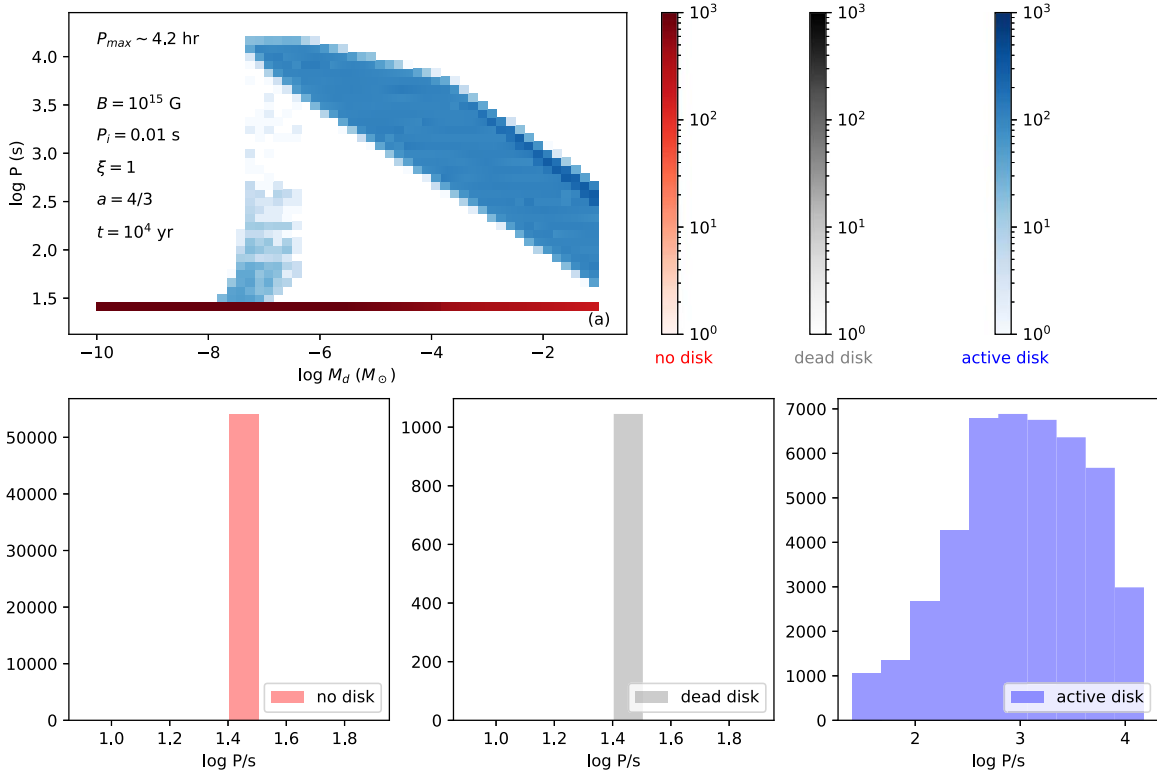 P_max ~ 4.2 hr
B = 10^15 G
P_i = 0.01 s
ξ = 1
a = 4/3
t = 10^4 yr
(a)
log P (s)
4.0
3.5
3.0
2.5
2.0
1.5
−10
−8
−6
−4
−2
log M_d (M_⊙)
10^3
10^2
10^1
10^0
no disk
10^3
10^2
10^1
10^0
dead disk
10^3
10^2
10^1
10^0
active disk
50000
40000
30000
20000
10000
0
1.0 1.2 1.4 1.6 1.8
log P/s
no disk
1000
800
600
400
200
0
1.0 1.2 1.4 1.6 1.8
log P/s
dead disk
7000
6000
5000
4000
3000
2000
1000
0
2 3 4
log P/s
active disk